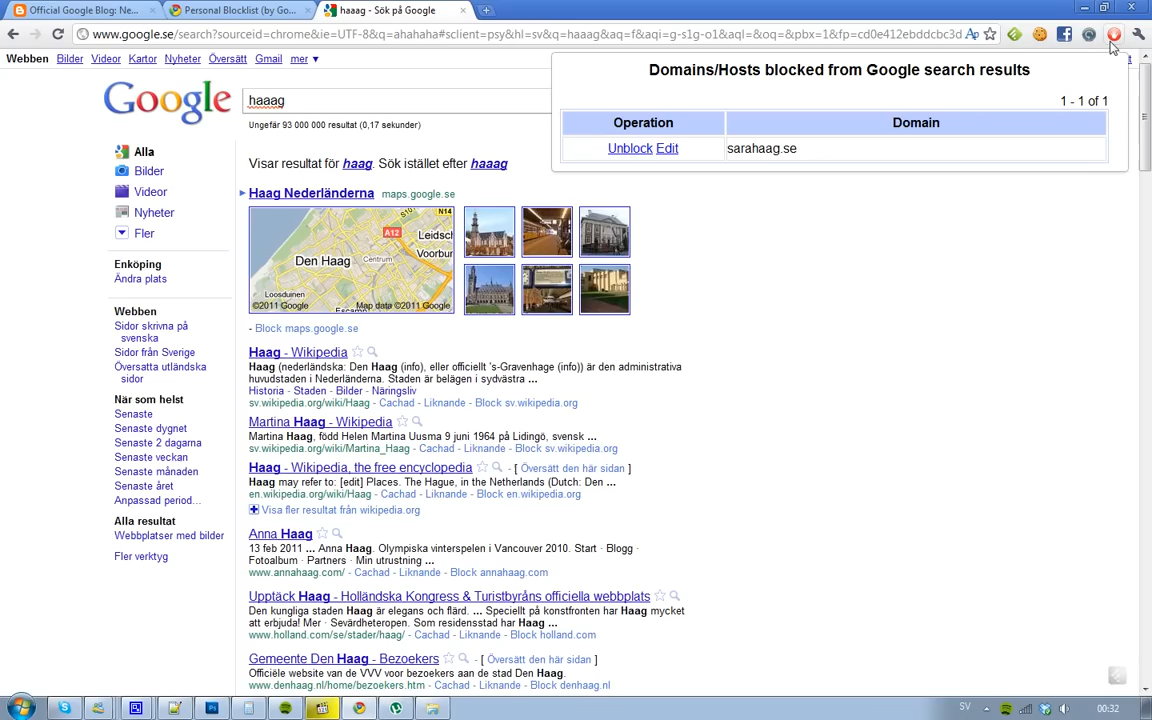 Official Google Blog: Ne...
Personal Blocklist (by Go...
haaag - Sök på Google
www.google.se/search?sourceid=chrome&ie=UTF-8&q=ahahaha#sclient=psy&hl=sv&q=haaag&aq=f&aqi=g-s1g-o1&aql=&oq=&pbx=1&fp=cd0e412ebddcbc3d
Webben Bilder Videor Kartor Nyheter Översätt Gmail mer ▼
Domains/Hosts blocked from Google search results
1 - 1 of 1
Operation Domain
Unblock Edit sarahaag.se
Google
haaag
Ungefär 93 000 000 resultat (0,17 sekunder)
Alla
Bilder
Videor
Nyheter
Fler
Enköping
Ändra plats
Webben
Sidor skrivna på
svenska
Sidor från Sverige
Översatta utländska
sidor
När som helst
Senaste
Senaste dygnet
Senaste 2 dagarna
Senaste veckan
Senaste månaden
Senaste året
Anpassad period...
Alla resultat
Webbplatser med bilder
Fler verktyg
Visar resultat för haag. Sök istället efter haaag
Haag Nederländerna maps.google.se
N14
A12
Leidsch
Voorbur
Den Haag
Centrum
Loosduinen
Escam
©2011 Google Map data ©2011 Google
- Block maps.google.se
Haag - Wikipedia
Haag (nederländska: Den Haag (info), eller officiellt 's-Gravenhage (info)) är den administrativa
huvudstaden i Nederländerna. Staden är belägen i sydvästra ...
Historia - Staden - Bilder - Näringsliv
sv.wikipedia.org/wiki/Haag - Cachad - Liknande - Block sv.wikipedia.org
Martina Haag - Wikipedia
Martina Haag, född Helen Martina Uusma 9 juni 1964 på Lidingö, svensk ...
sv.wikipedia.org/wiki/Martina_Haag - Cachad - Liknande - Block sv.wikipedia.org
Haag - Wikipedia, the free encyclopedia - [ Översätt den här sidan ]
Haag may refer to: [edit] Places. The Hague, in the Netherlands (Dutch: Den ...
en.wikipedia.org/wiki/Haag - Cachad - Liknande - Block en.wikipedia.org
Visa fler resultat från wikipedia.org
Anna Haag
13 feb 2011 ... Anna Haag. Olympiska vinterspelen i Vancouver 2010. Start · Blogg ·
Fotoalbum · Partners · Min utrustning ...
www.annahaag.com/ - Cachad - Liknande - Block annahaag.com
Upptäck Haag - Holländska Kongress & Turistbyråns officiella webbplats
Den kungliga staden Haag är elegans och flärd. ... Speciellt på konstfronten har Haag mycket
att erbjuda! Mer · Sevärdheteropen. Som residensstad har Haag ...
www.holland.com/se/stader/haag/ - Cachad - Liknande - Block holland.com
Gemeente Den Haag - Bezoekers - [ Översätt den här sidan ]
Officiële website van de VVV voor bezoekers aan de stad Den Haag.
www.denhaag.nl/home/bezoekers.htm - Cachad - Liknande - Block denhaag.nl
SV 00:32